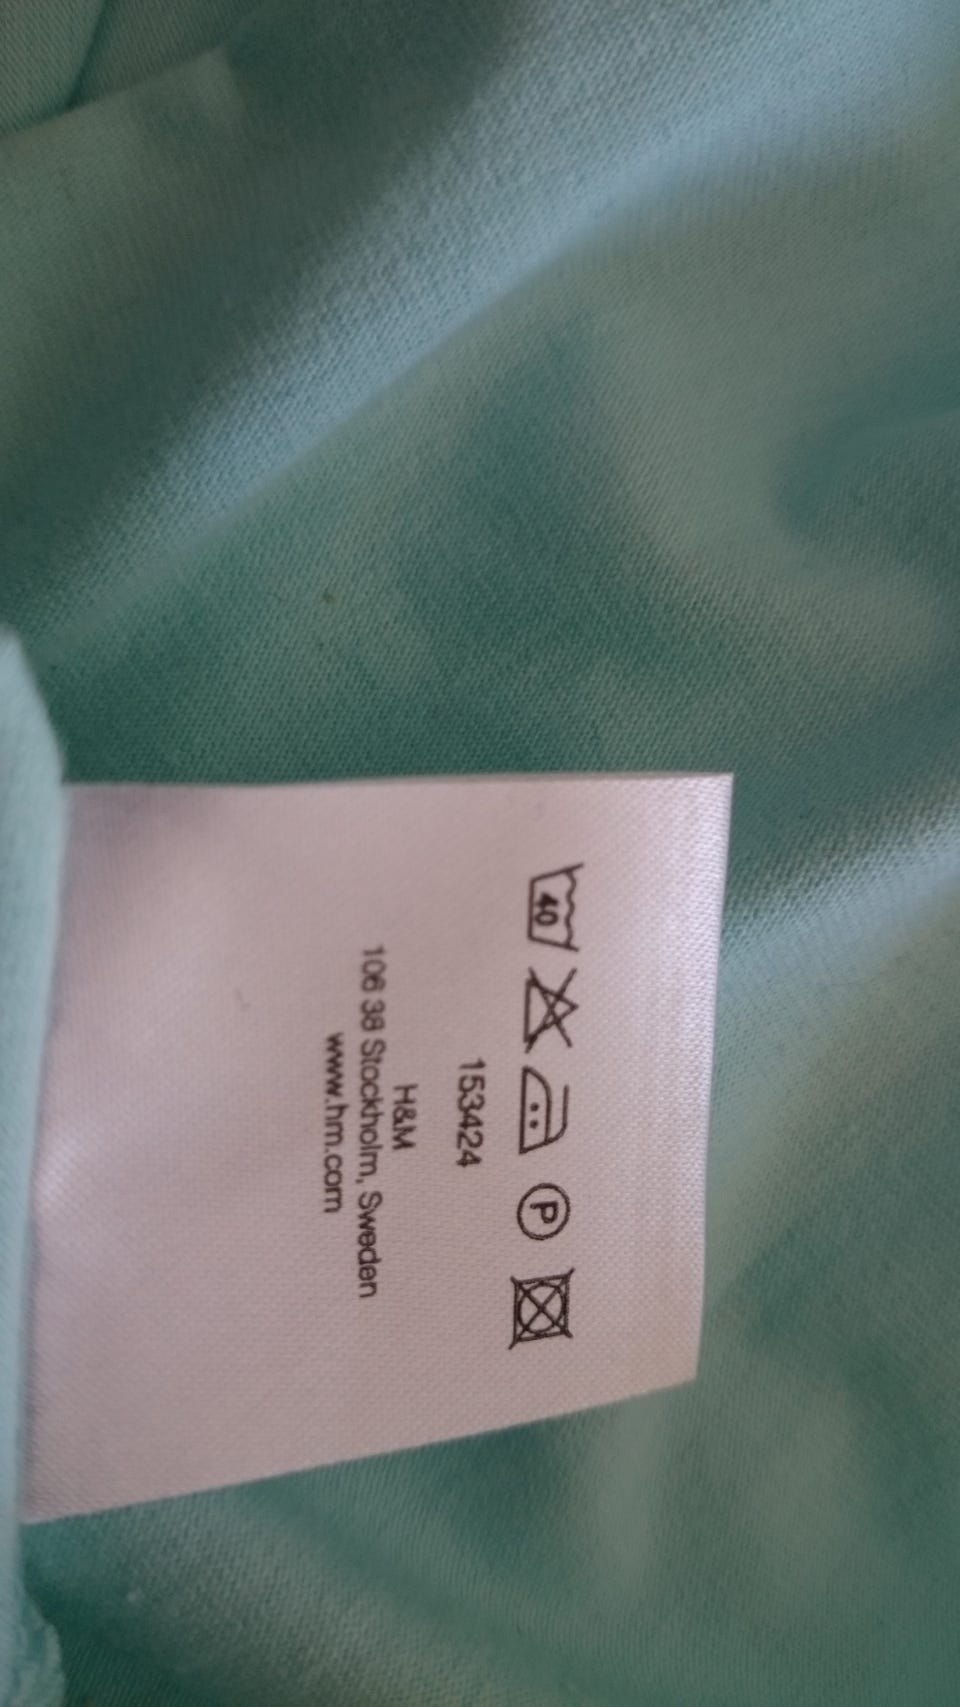 40
P
153424
H&M
106 38 Stockholm, Sweden
www.hm.com